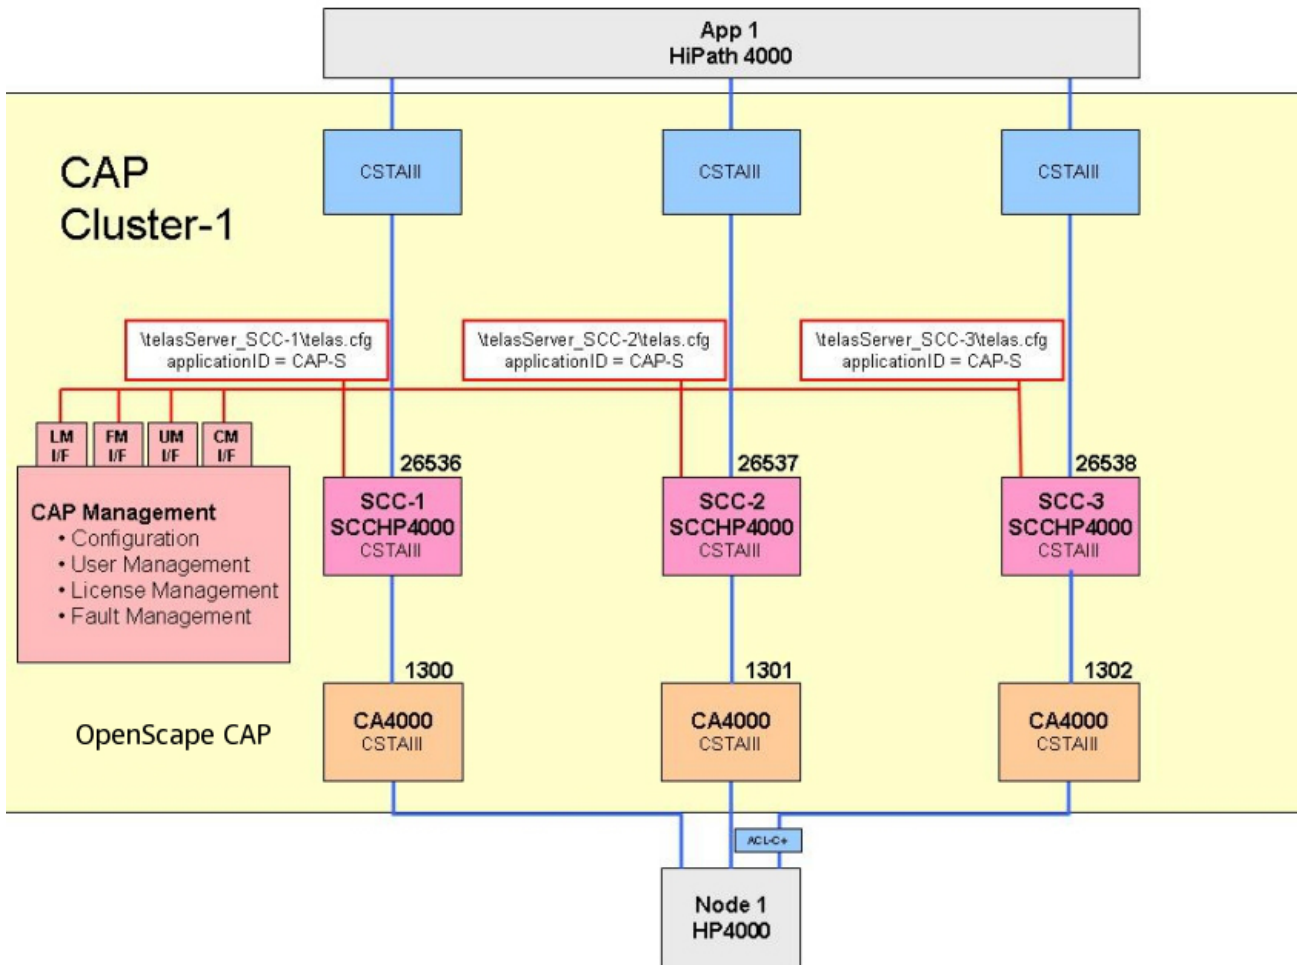 App 1
HiPath 4000
CAP
Cluster-1
CSTAIII
CSTAIII
CSTAIII
\telasServer_SCC-1\telas.cfg
applicationID = CAP-S
\telasServer_SCC-2\telas.cfg
applicationID = CAP-S
\telasServer_SCC-3\telas.cfg
applicationID = CAP-S
LM
I/F
FM
I/F
UM
I/F
CM
I/F
CAP Management
• Configuration
• User Management
• License Management
• Fault Management
26536
SCC-1
SCCHP4000
CSTAIII
26537
SCC-2
SCCHP4000
CSTAIII
26538
SCC-3
SCCHP4000
CSTAIII
OpenScape CAP
1300
CA4000
CSTAIII
1301
CA4000
CSTAIII
1302
CA4000
CSTAIII
ACL-C+
Node 1
HP4000